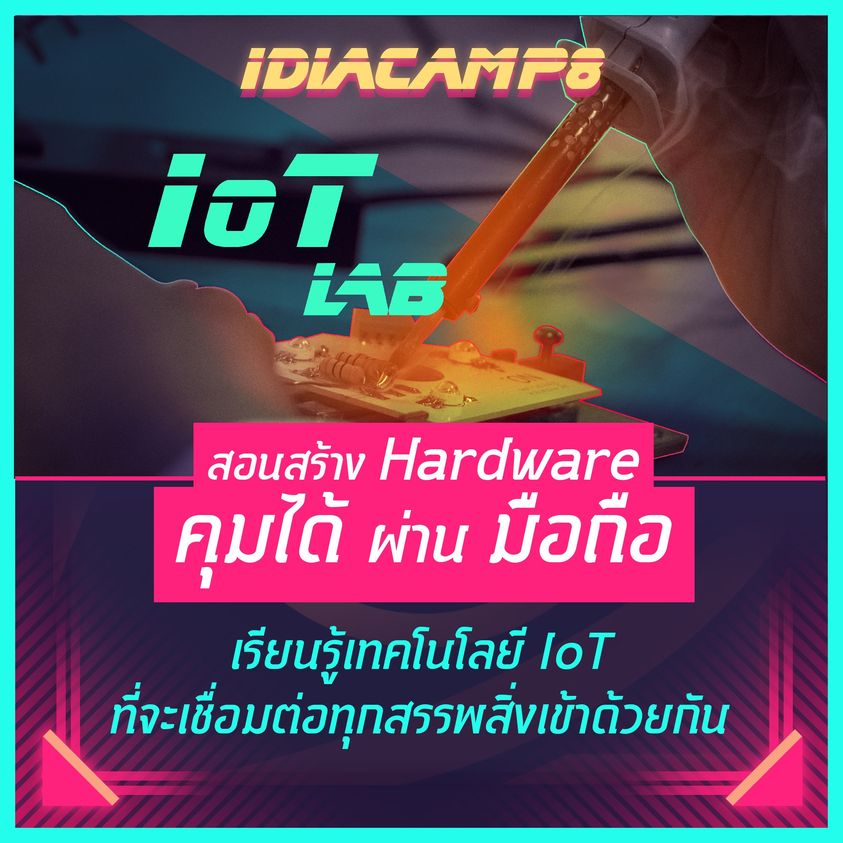 IDIACAMP8
IoT
LAB
สอนสร้าง Hardware
คุมได้ ผ่าน มือถือ
เรียนรู้เทคโนโลยี IoT
ที่จะเชื่อมต่อทุกสรรพสิ่งเข้าด้วยกัน